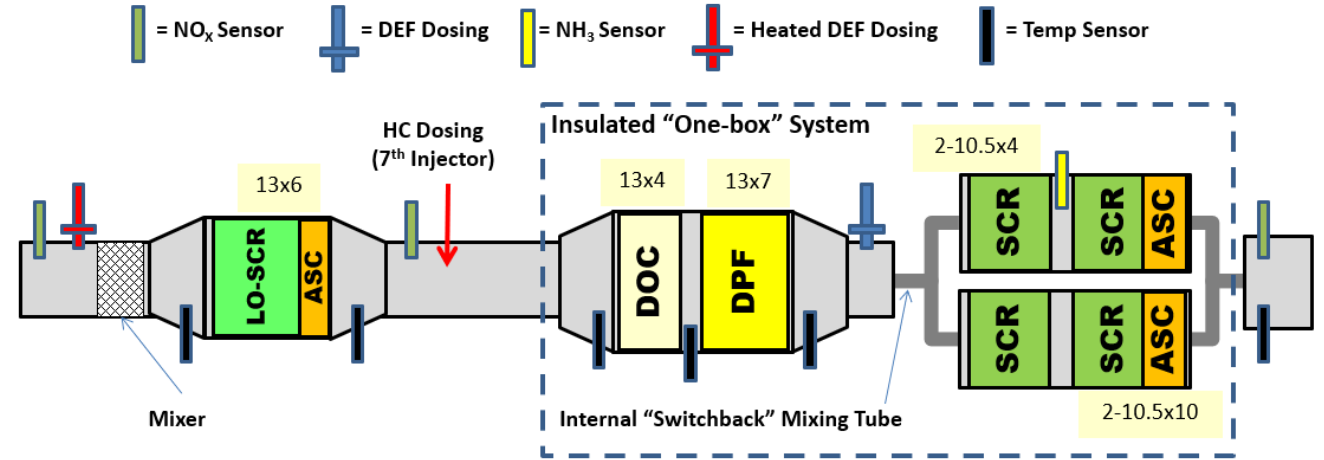 = NOX Sensor
= DEF Dosing
= NH3 Sensor
= Heated DEF Dosing
= Temp Sensor
HC Dosing
(7th Injector)
Insulated “One-box” System
13x6
13x4
13x7
2-10.5x4
LO-SCR
ASC
DOC
DPF
SCR
SCR
ASC
SCR
SCR
ASC
Mixer
Internal “Switchback” Mixing Tube
2-10.5x10